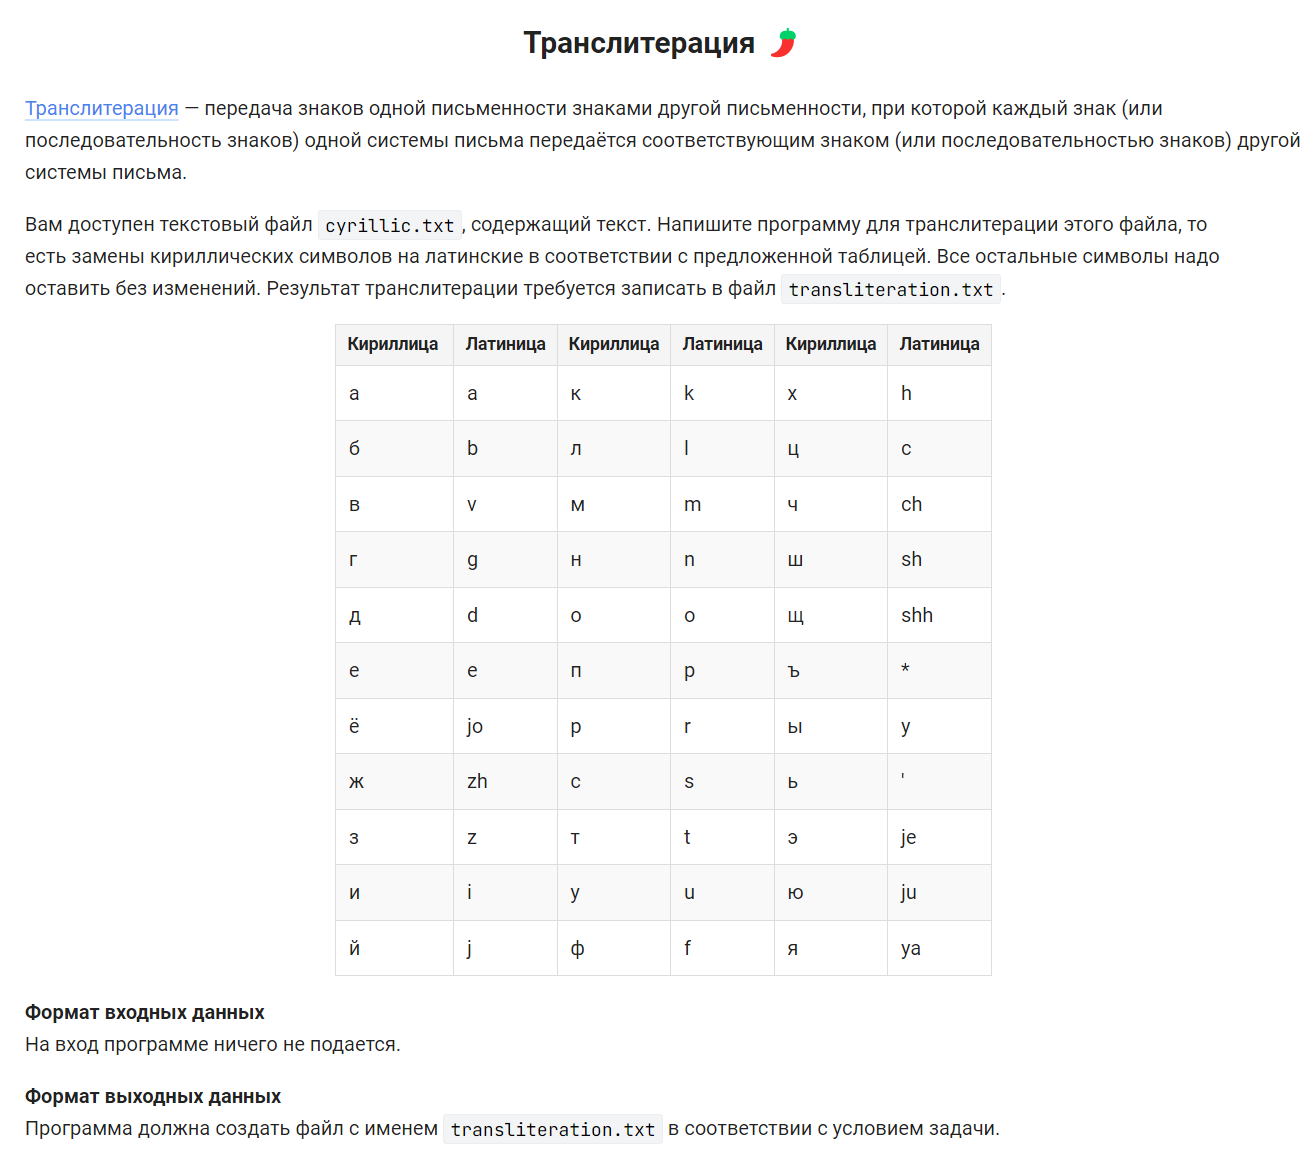 Транслитерация
Транслитерация — передача знаков одной письменности знаками другой письменности, при которой каждый знак (или
последовательность знаков) одной системы письма передаётся соответствующим знаком (или последовательностью знаков) другой
системы письма.
Вам доступен текстовый файл cyrillic.txt, содержащий текст. Напишите программу для транслитерации этого файла, то
есть замены кириллических символов на латинские в соответствии с предложенной таблицей. Все остальные символы надо
оставить без изменений. Результат транслитерации требуется записать в файл transliteration.txt.
Кириллица Латиница Кириллица Латиница Кириллица Латиница
а a к k х h
б b л l ц c
в v м m ч ch
г g н n ш sh
д d о o щ shh
е e п p ъ *
ё jo р r ы y
ж zh с s ь '
з z т t э je
и i у u ю ju
й j ф f я ya
Формат входных данных
На вход программе ничего не подается.
Формат выходных данных
Программа должна создать файл с именем transliteration.txt в соответствии с условием задачи.